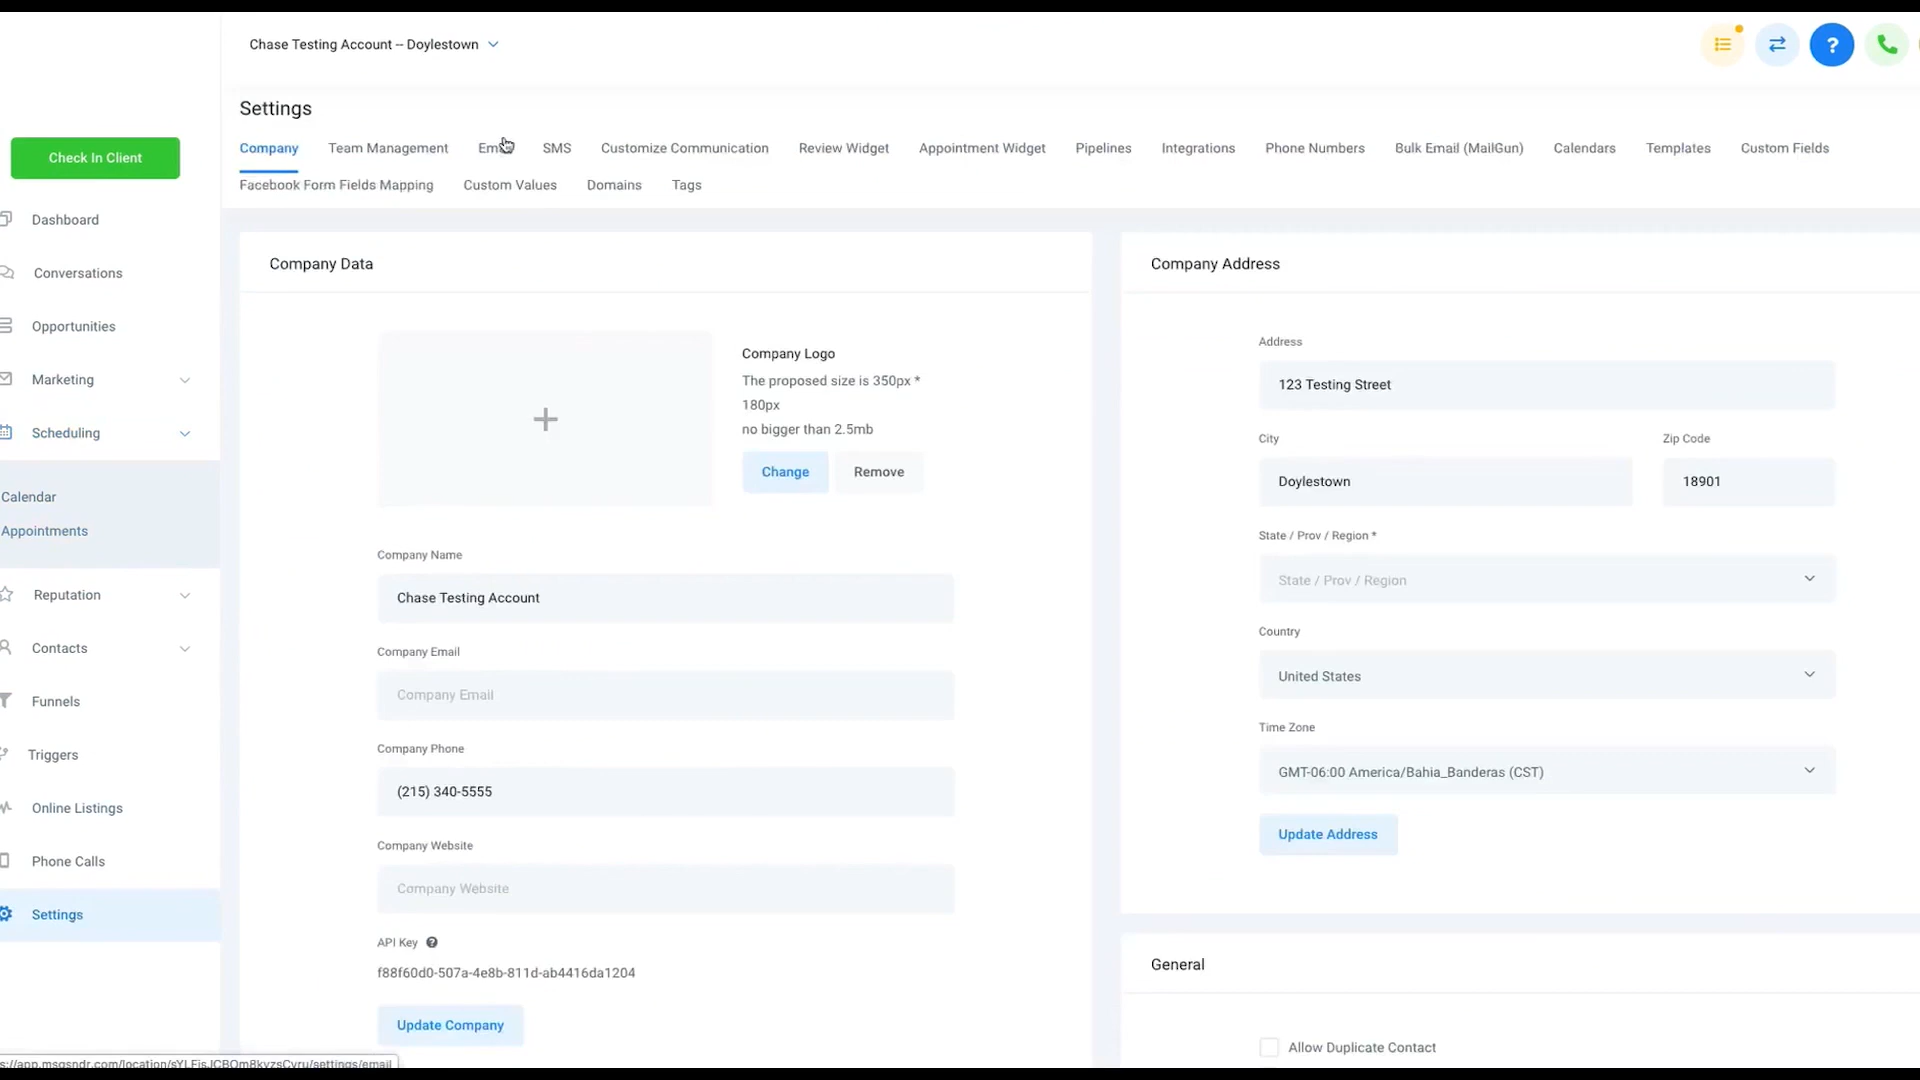 Chase Testing Account -- Doylestown
?
Settings
Check In Client
Company Team Management SMS Customize Communication Review Widget Appointment Widget Pipelines Integrations Phone Numbers Bulk Email (MailGun) Calendars Templates Custom Fields
Facebook Form Fields Mapping Custom Values Domains Tags
Dashboard
Conversations
Opportunities
Marketing
Scheduling
Calendar
Appointments
Reputation
Contacts
Funnels
Triggers
Online Listings
Phone Calls
Settings
Company Data
Company Logo
The proposed size is 350px *
180px
no bigger than 2.5mb
Change Remove
Company Name
Chase Testing Account
Company Email
Company Email
Company Phone
(215) 340-5555
Company Website
Company Website
API Key ?
f88f60d0-507a-4e8b-811d-ab4416da1204
Update Company
Company Address
Address
123 Testing Street
City Zip Code
Doylestown 18901
State / Prov / Region *
State / Prov / Region
Country
United States
Time Zone
GMT-06:00 America/Bahia_Banderas (CST)
Update Address
General
Allow Duplicate Contact